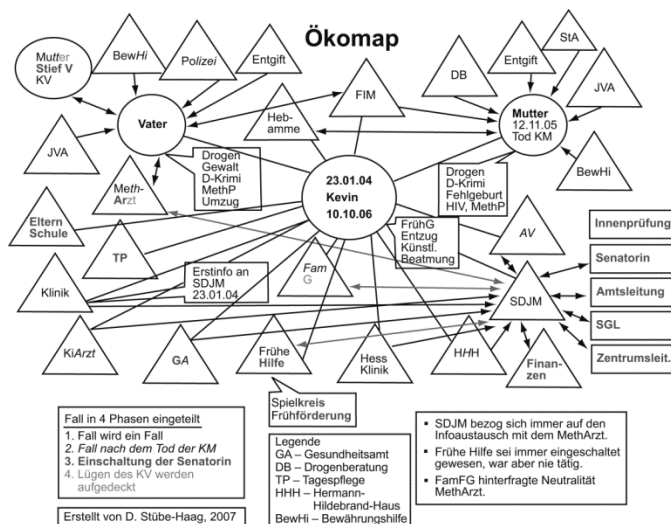 Ökomap
Mutter
Stief V
KV
BewHi
Polizei
Entgift
StA
DB
Entgift
JVA
FIM
Vater
Heb-
amme
Mutter
12.11.05
Tod KM
JVA
BewHi
Meth-
Arzt
Drogen
Gewalt
D-Krimi
MethP
Umzug
23.01.04
Kevin
10.10.06
Drogen
D-Krimi
Fehlgeburt
HIV, MethP
Eltern
Schule
TP
FrühG
Entzug
Künstl.
Beatmung
AV
Innenprüfung
Senatorin
Klinik
Erstinfo an
SDJM
23.01.04
Fam
G
SDJM
Amtsleitung
SGL
Zentrumsleit.
KiArzt
GA
Frühe
Hilfe
Hess
Klinik
HHH
Finan-
zen
Spielkreis
Frühförderung
Fall in 4 Phasen eingeteilt
1. Fall wird ein Fall
2. Fall nach dem Tod der KM
3. Einschaltung der Senatorin
4. Lügen des KV werden
aufgedeckt
Erstellt von D. Stübe-Haag, 2007
Legende
GA – Gesundheitsamt
DB – Drogenberatung
TP – Tagespflege
HHH – Hermann-
Hildebrand-Haus
BewHi – Bewährungshilfe
▪ SDJM bezog sich immer auf den
Infoaustausch mit dem MethArzt.
▪ Frühe Hilfe sei immer eingeschaltet
gewesen, war aber nie tätig.
▪ FamFG hinterfragte Neutralität
MethArzt.